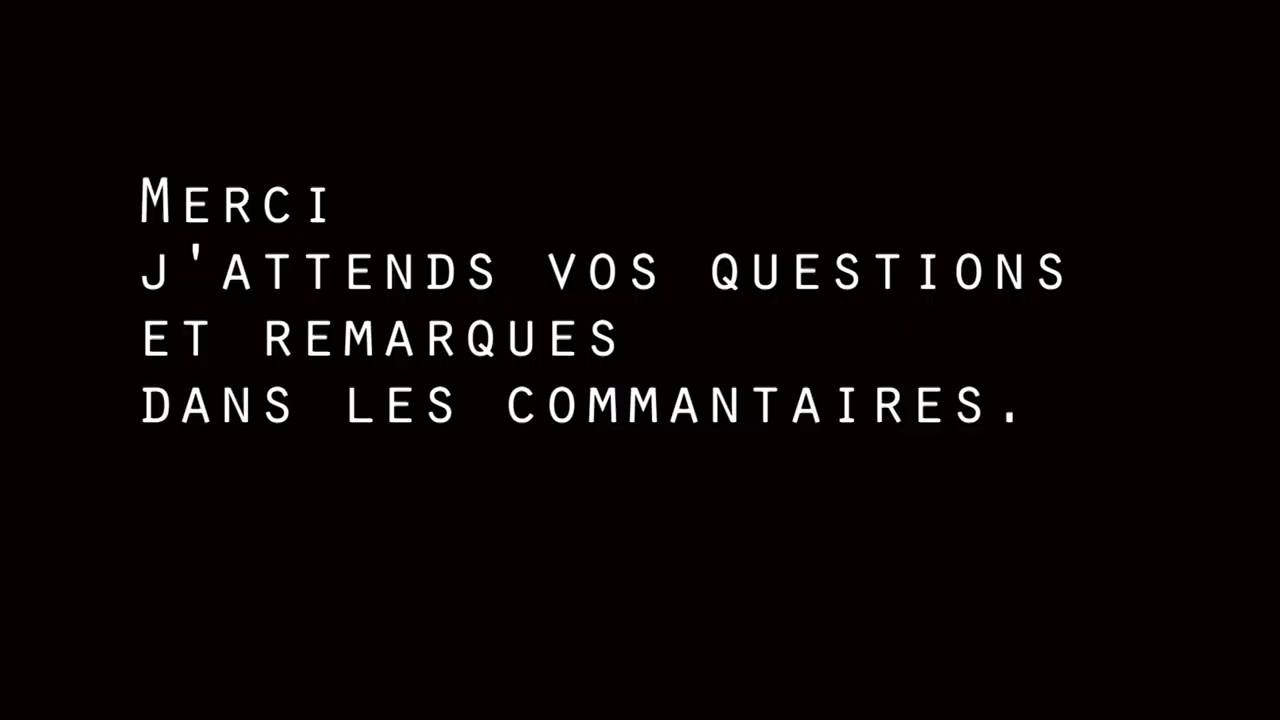 Merci
j'attends vos questions
et remarques
dans les commantaires.